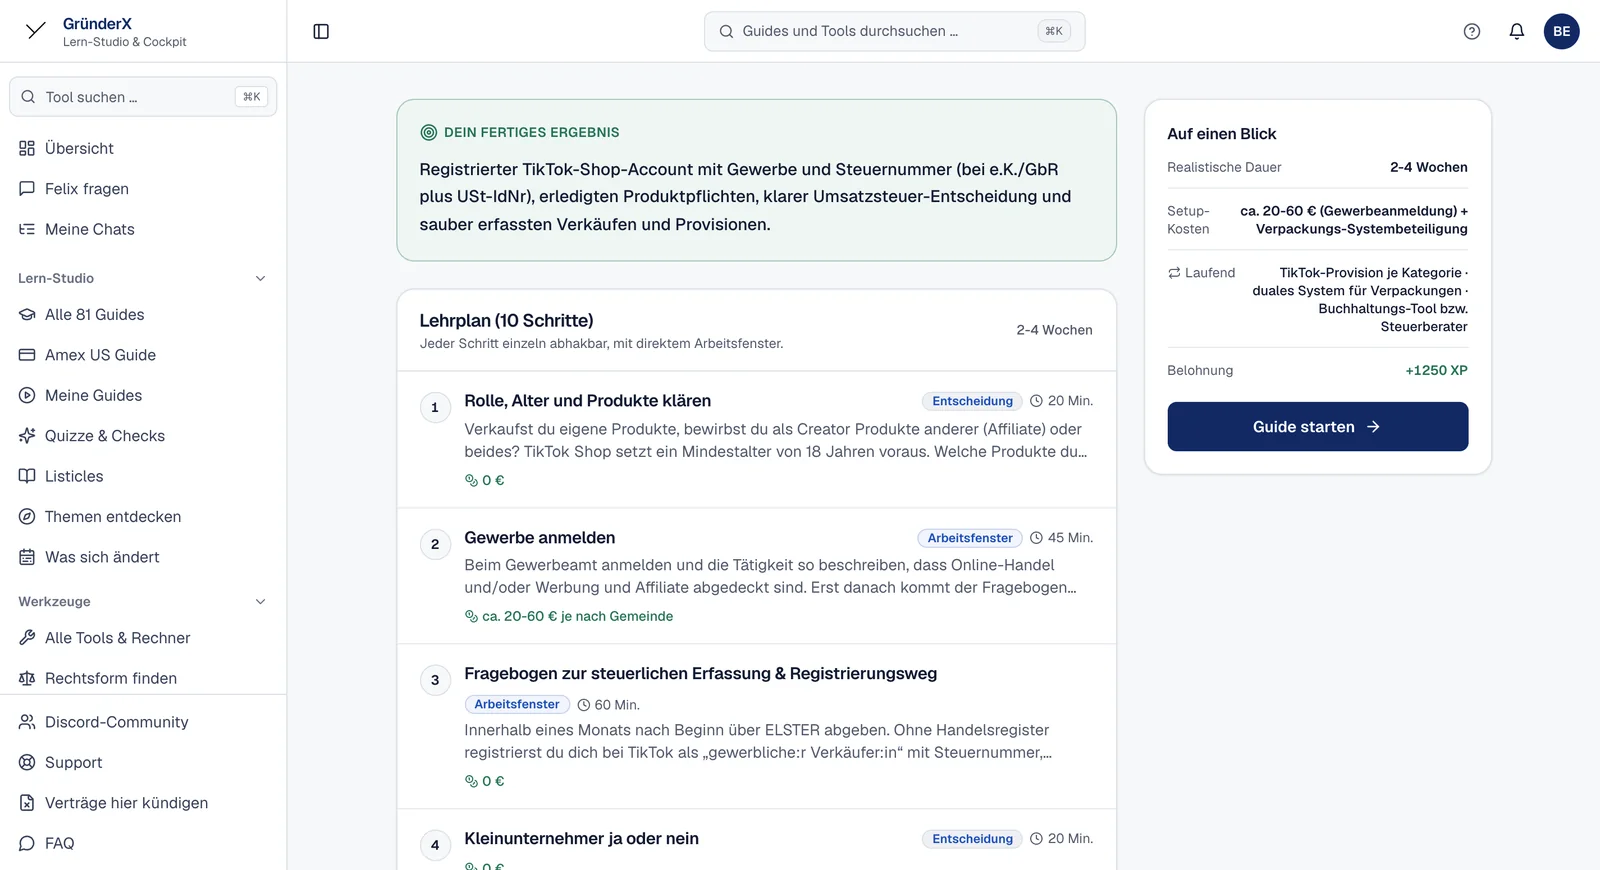 GründerX
Lern-Studio & Cockpit
Guides und Tools durchsuchen …
⌘K
BE
Tool suchen …
⌘K
Übersicht
Felix fragen
Meine Chats
Lern-Studio
Alle 81 Guides
Amex US Guide
Meine Guides
Quizze & Checks
Listicles
Themen entdecken
Was sich ändert
Werkzeuge
Alle Tools & Rechner
Rechtsform finden
Discord-Community
Support
Verträge hier kündigen
FAQ
DEIN FERTIGES ERGEBNIS
Registrierter TikTok-Shop-Account mit Gewerbe und Steuernummer (bei e.K./GbR
plus USt-IdNr), erledigten Produktpflichten, klarer Umsatzsteuer-Entscheidung und
sauber erfassten Verkäufen und Provisionen.
Lehrplan (10 Schritte)
Jeder Schritt einzeln abhakbar, mit direktem Arbeitsfenster.
2-4 Wochen
1
Rolle, Alter und Produkte klären
Entscheidung
20 Min.
Verkaufst du eigene Produkte, bewirbst du als Creator Produkte anderer (Affiliate) oder
beides? TikTok Shop setzt ein Mindestalter von 18 Jahren voraus. Welche Produkte du...
0 €
2
Gewerbe anmelden
Arbeitsfenster
45 Min.
Beim Gewerbeamt anmelden und die Tätigkeit so beschreiben, dass Online-Handel
und/oder Werbung und Affiliate abgedeckt sind. Erst danach kommt der Fragebogen...
ca. 20-60 € je nach Gemeinde
3
Fragebogen zur steuerlichen Erfassung & Registrierungsweg
Arbeitsfenster
60 Min.
Innerhalb eines Monats nach Beginn über ELSTER abgeben. Ohne Handelsregister
registrierst du dich bei TikTok als „gewerbliche:r Verkäufer:in“ mit Steuernummer,...
0 €
4
Kleinunternehmer ja oder nein
Entscheidung
20 Min.
0 €
Auf einen Blick
Realistische Dauer
2-4 Wochen
Setup-
Kosten
ca. 20-60 € (Gewerbeanmeldung) +
Verpackungs-Systembeteiligung
Laufend
TikTok-Provision je Kategorie ·
duales System für Verpackungen ·
Buchhaltungs-Tool bzw.
Steuerberater
Belohnung
+1250 XP
Guide starten →